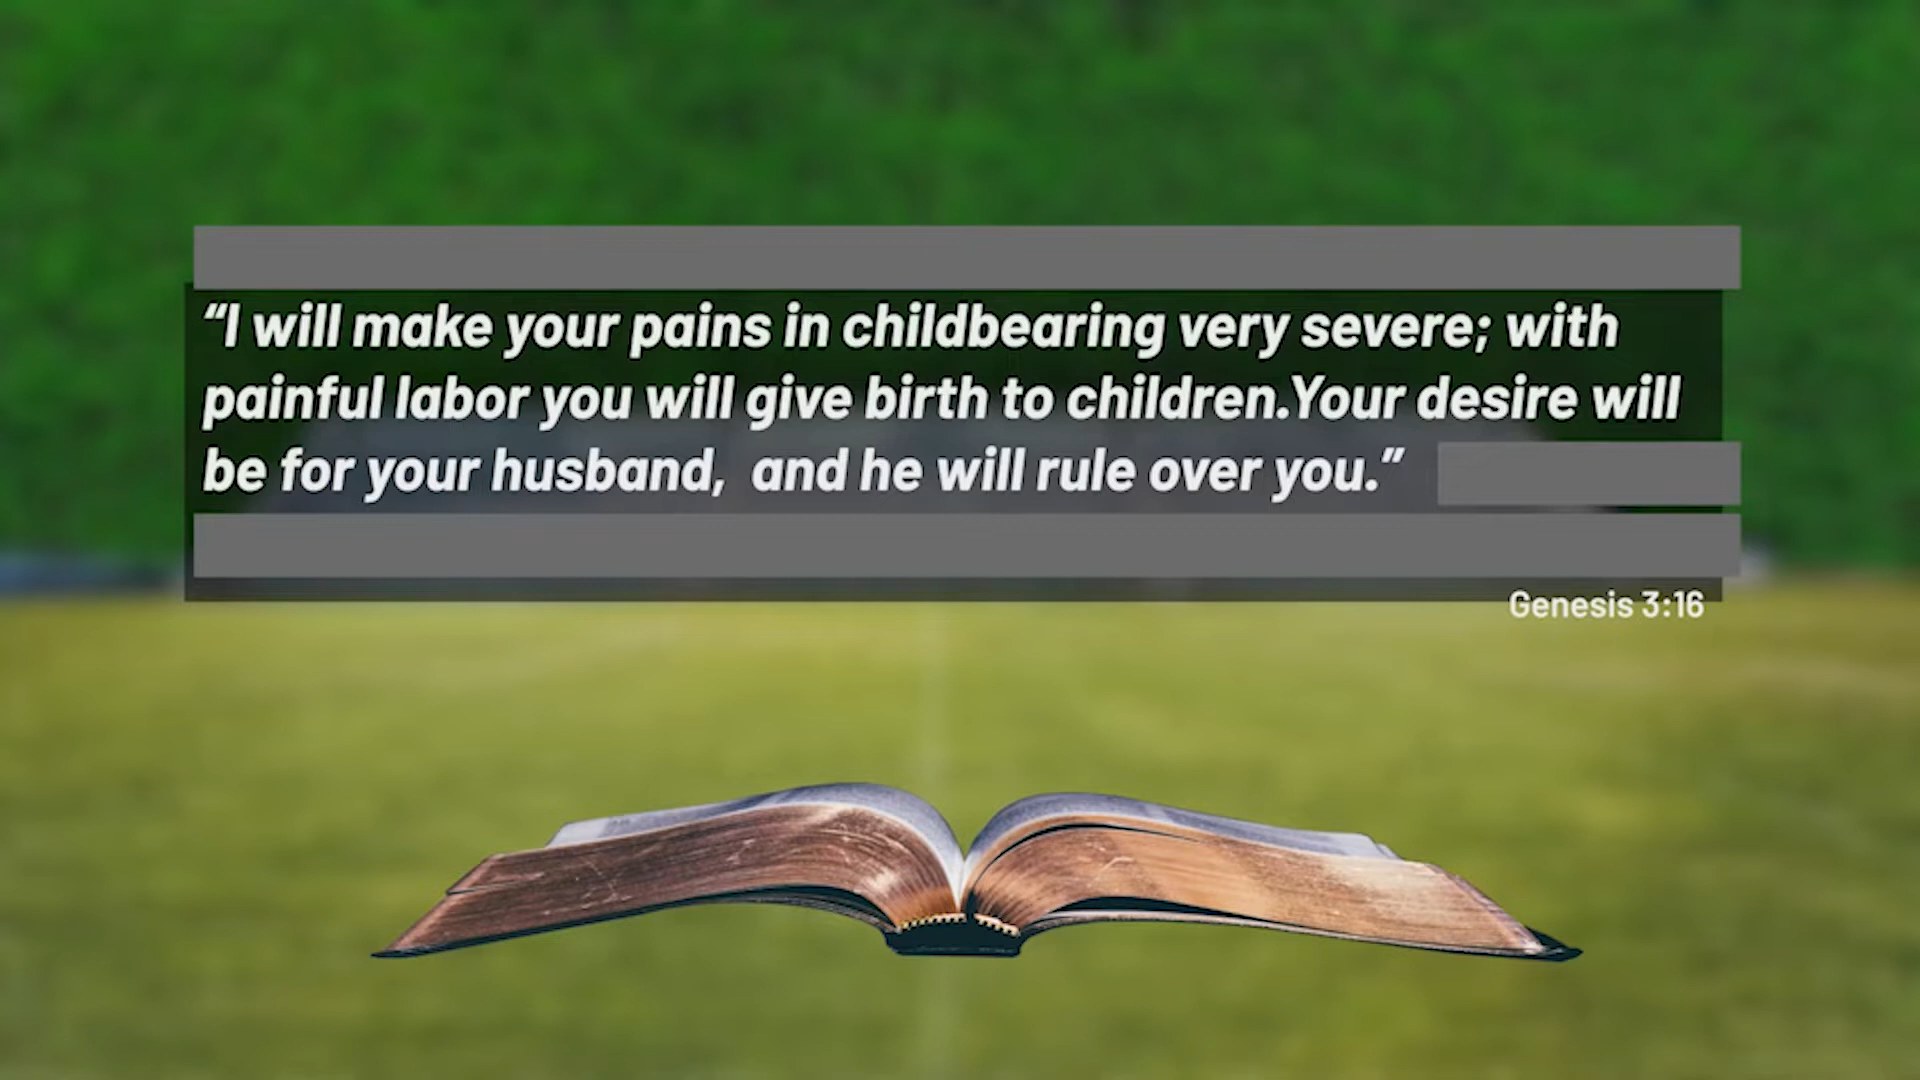 “I will make your pains in childbearing very severe; with
painful labor you will give birth to children.Your desire will
be for your husband,  and he will rule over you.”
Genesis 3:16